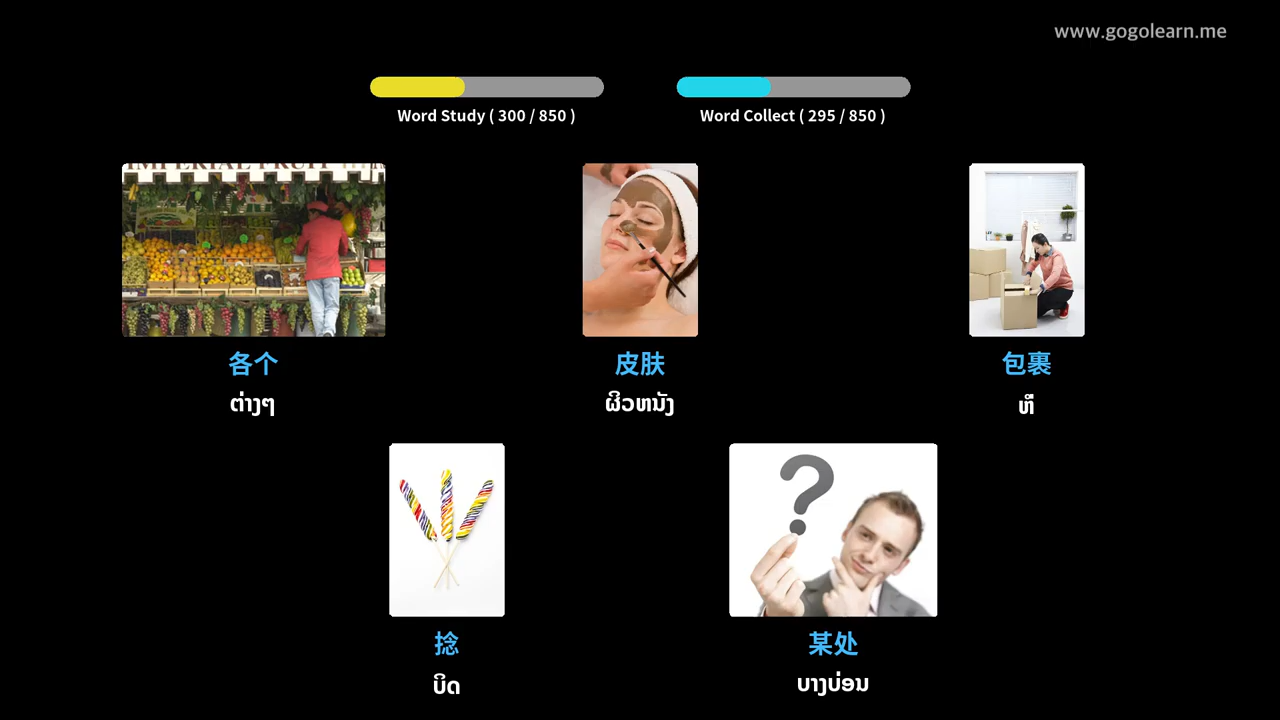 www.gogolearn.me
Word Study ( 300 / 850 )
Word Collect ( 295 / 850 )
各个
ຕ່າງໆ
皮肤
ຜິວຫນັງ
包裹
ຫໍ່
捻
ບິດ
某处
ບາງບ່ອນ